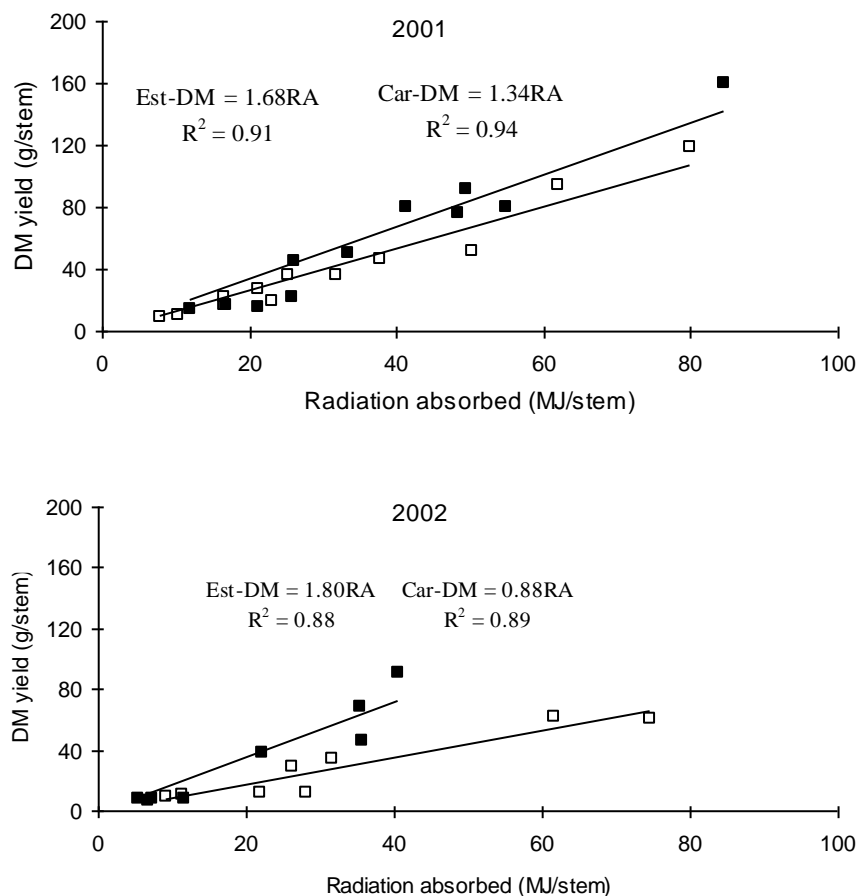 2001
200
160
120
80
40
0
Est-DM = 1.68RA
R² = 0.91
Car-DM = 1.34RA
R² = 0.94
DM yield (g/stem)
0 20 40 60 80 100
Radiation absorbed (MJ/stem)
2002
200
160
120
80
40
0
Est-DM = 1.80RA
R² = 0.88
Car-DM = 0.88RA
R² = 0.89
DM yield (g/stem)
0 20 40 60 80 100
Radiation absorbed (MJ/stem)